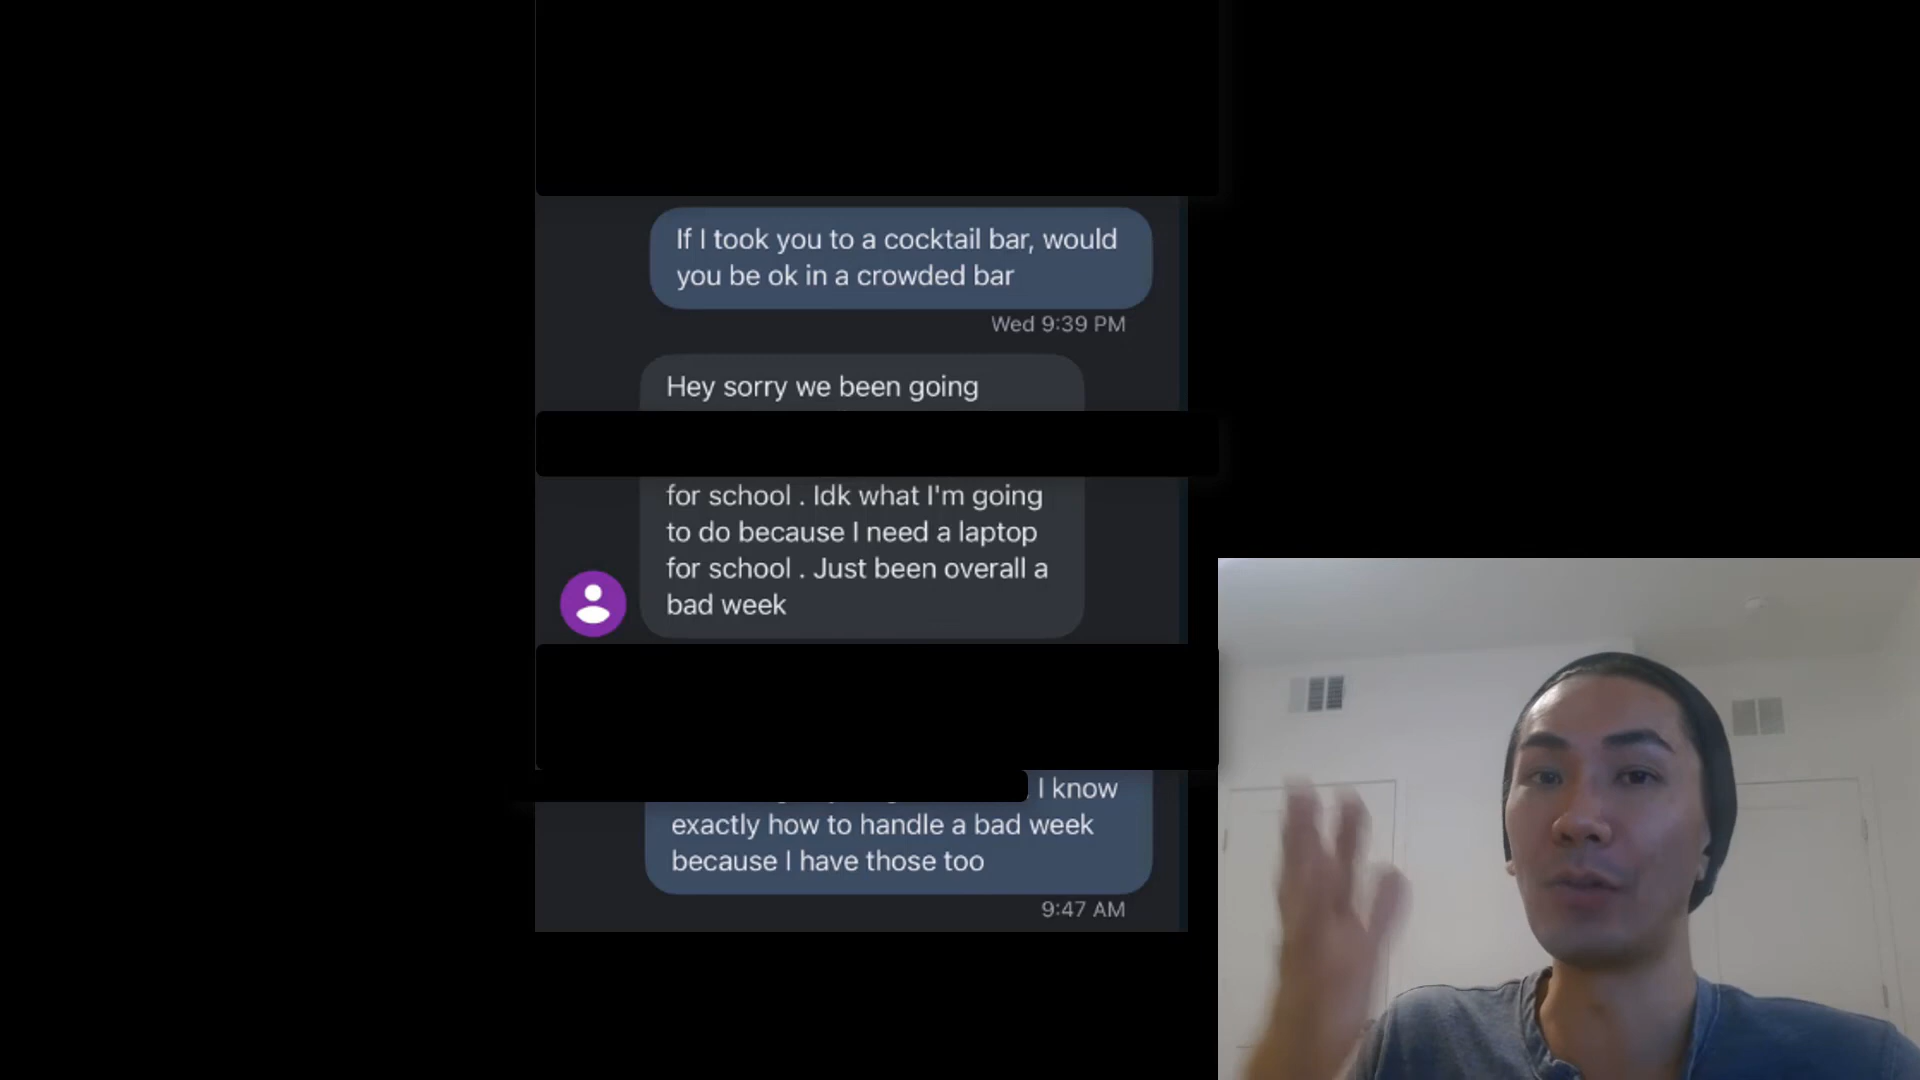 If I took you to a cocktail bar, would
you be ok in a crowded bar
Wed 9:39 PM
Hey sorry we been going
for school . Idk what I'm going
to do because I need a laptop
for school . Just been overall a
bad week
I know
exactly how to handle a bad week
because I have those too
9:47 AM